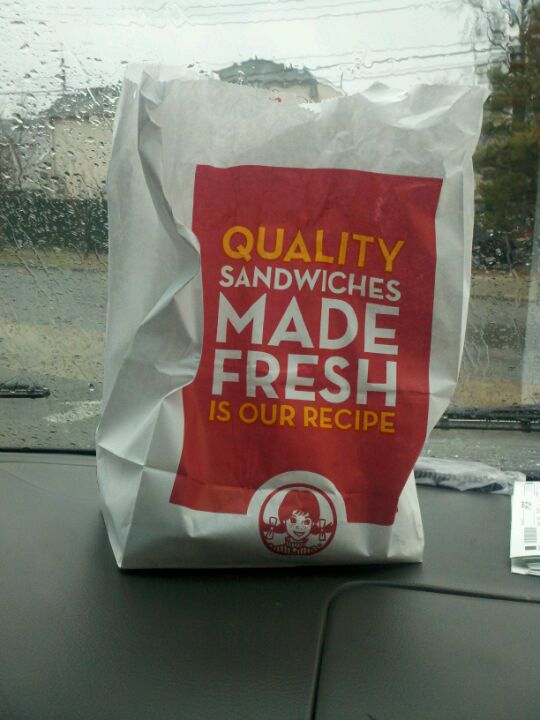 QUALITY
SANDWICHES
MADE
FRESH
IS OUR RECIPE